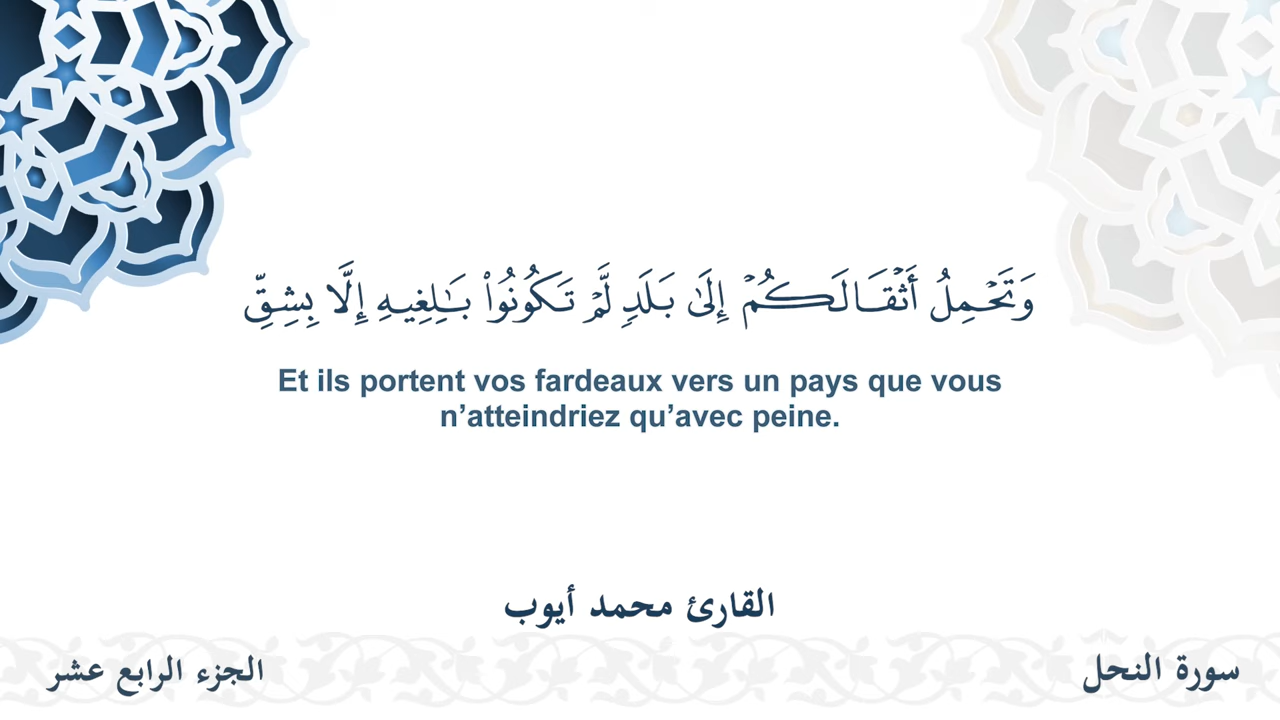 وَتَحۡمِلُ أَثۡقَالَكُمۡ إِلَىٰ بَلَدٖ لَّمۡ تَكُونُواْ بَٰلِغِيهِ إِلَّا بِشِقِّ
Et ils portent vos fardeaux vers un pays que vous
n’atteindriez qu’avec peine.
القارئ محمد أيوب
سورة النحل
الجزء الرابع عشر